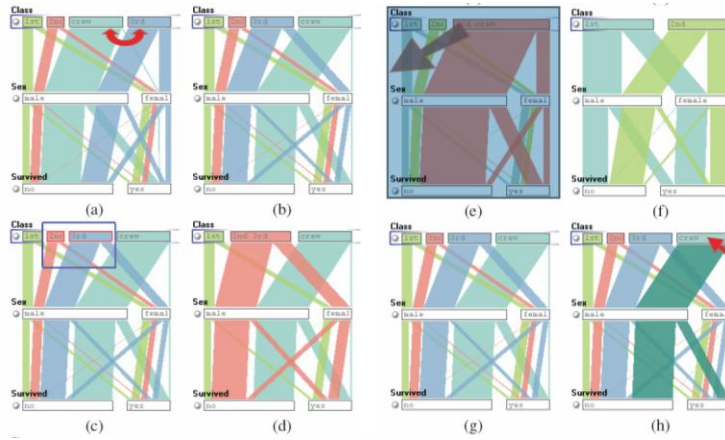 Class
1st 2nd crew 3rd
Sex
male femal
Survived
no yes
(a)
Class
1st 2nd 3rd crew
Sex
male femal
Survived
no yes
(b)
Class
1st 2nd 3rd crew
Sex
male femal
Survived
no yes
(e)
Class
1st 2nd
Sex
male female
Survived
no yes
(f)
Class
1st 2nd 3rd crew
Sex
male femal
Survived
no yes
(c)
Class
1st 2nd 3rd crew
Sex
male femal
Survived
no yes
(d)
Class
1st 2nd 3rd crew
Sex
male femal
Survived
no yes
(g)
Class
1st 2nd 3rd crew
Sex
male femal
Survived
no yes
(h)